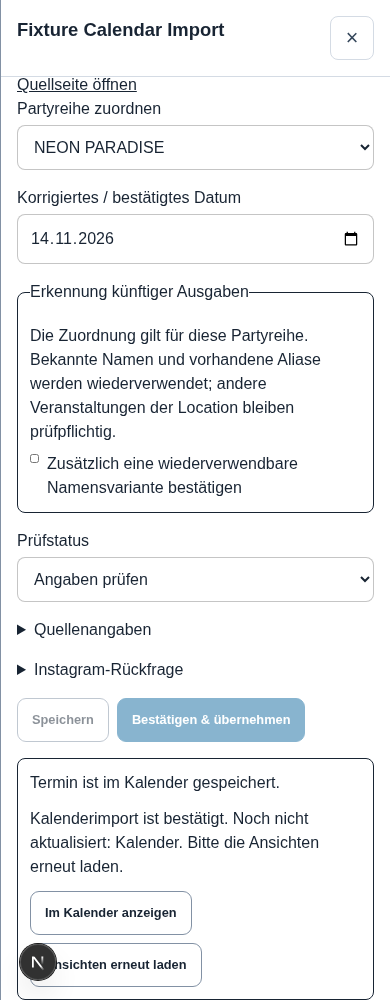 Fixture Calendar Import
×
Quellseite öffnen
Partyreihe zuordnen
NEON PARADISE
Korrigiertes / bestätigtes Datum
14.11.2026
Erkennung künftiger Ausgaben
Die Zuordnung gilt für diese Partyreihe.
Bekannte Namen und vorhandene Aliase
werden wiederverwendet; andere
Veranstaltungen der Location bleiben
prüfpflichtig.
Zusätzlich eine wiederverwendbare
Namensvariante bestätigen
Prüfstatus
Angaben prüfen
Quellenangaben
Instagram-Rückfrage
Speichern
Bestätigen & übernehmen
Termin ist im Kalender gespeichert.
Kalenderimport ist bestätigt. Noch nicht
aktualisiert: Kalender. Bitte die Ansichten
erneut laden.
Im Kalender anzeigen
N
nsichten erneut laden